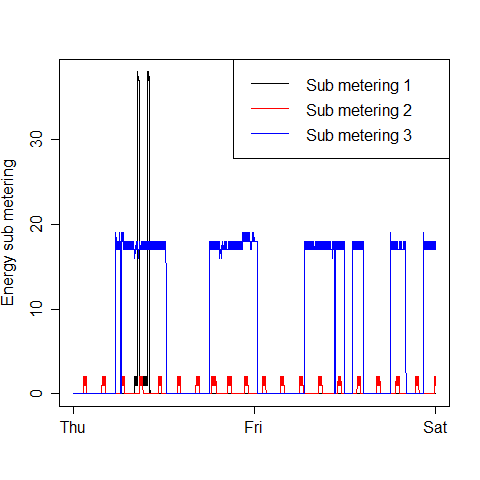 Sub metering 1
Sub metering 2
Sub metering 3
Energy sub metering
30
20
10
0
Thu Fri Sat